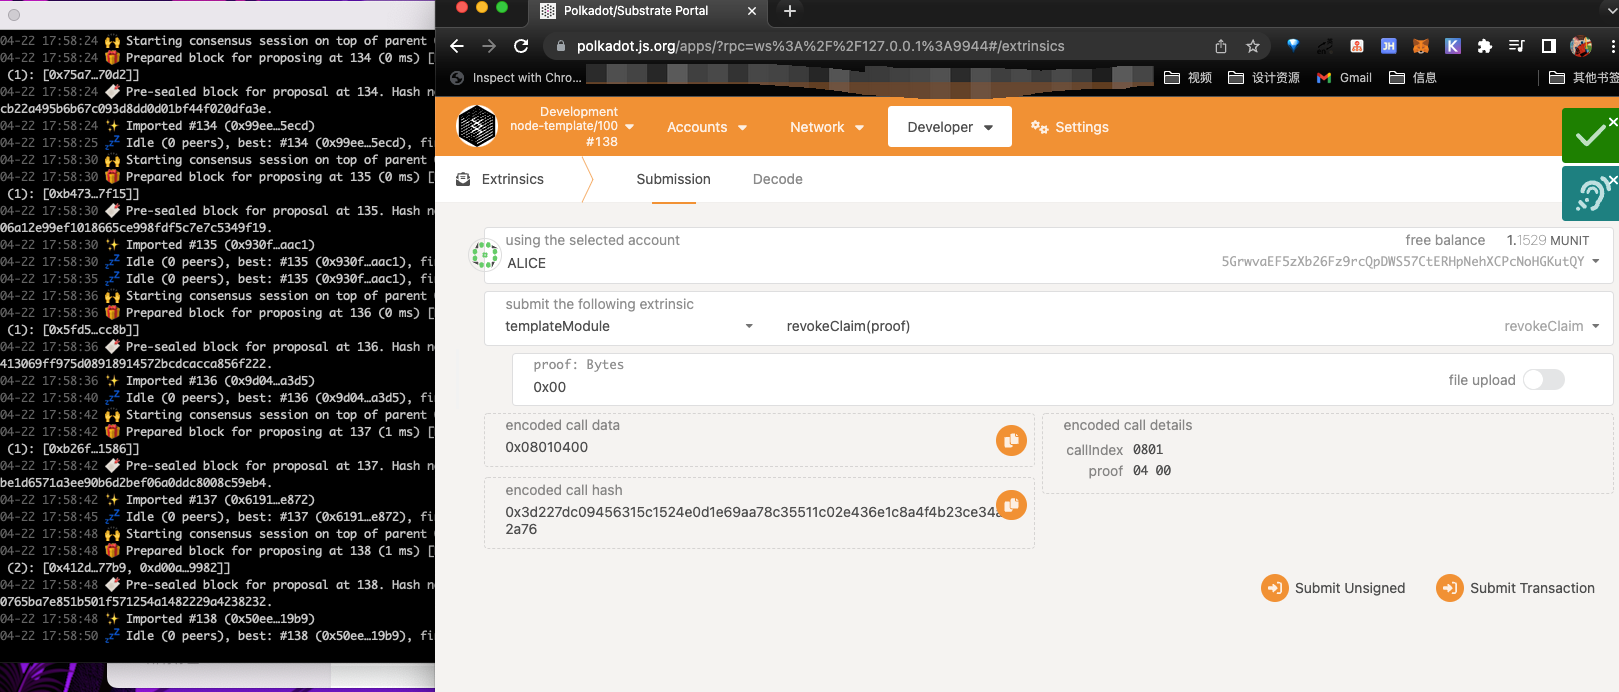 04-22 17:58:24 🙌 Starting consensus session on top of parent
04-22 17:58:24 🎁 Prepared block for proposal at 134 (0 ms) [
(1): [0x75a7…70d2]]
04-22 17:58:24 🔖 Pre-sealed block for proposal at 134. Hash n
cb22a495b6b67c093d8dd0d01bf44f020dfa3e.
04-22 17:58:24 ✨ Imported #134 (0x99ee…5ecd)
04-22 17:58:25 💤 Idle (0 peers), best: #134 (0x99ee…5ecd), fi
04-22 17:58:30 🙌 Starting consensus session on top of parent
04-22 17:58:30 🎁 Prepared block for proposal at 135 (0 ms) [
(1): [0xb473…7f15]]
04-22 17:58:30 🔖 Pre-sealed block for proposal at 135. Hash n
06a12e99ef1018665ce998fdf5c7e7c5349f19.
04-22 17:58:30 ✨ Imported #135 (0x930f…aac1)
04-22 17:58:30 💤 Idle (0 peers), best: #135 (0x930f…aac1), fi
04-22 17:58:35 💤 Idle (0 peers), best: #135 (0x930f…aac1), fi
04-22 17:58:36 🙌 Starting consensus session on top of parent
04-22 17:58:36 🎁 Prepared block for proposal at 136 (0 ms) [
(1): [0x5fd5…cc8b]]
04-22 17:58:36 🔖 Pre-sealed block for proposal at 136. Hash n
413069ff975d08918914572bcdcacca856f222.
04-22 17:58:36 ✨ Imported #136 (0x9d04…a3d5)
04-22 17:58:40 💤 Idle (0 peers), best: #136 (0x9d04…a3d5), fi
04-22 17:58:42 🙌 Starting consensus session on top of parent
04-22 17:58:42 🎁 Prepared block for proposal at 137 (1 ms) [
(1): [0xb26f…1586]]
04-22 17:58:42 🔖 Pre-sealed block for proposal at 137. Hash n
be1d6571a3ee90b6d2bef06a0ddc8008c59eb4.
04-22 17:58:42 ✨ Imported #137 (0x6191…e872)
04-22 17:58:45 💤 Idle (0 peers), best: #137 (0x6191…e872), fi
04-22 17:58:48 🙌 Starting consensus session on top of parent
04-22 17:58:48 🎁 Prepared block for proposal at 138 (1 ms) [
(2): [0x412d…77b9, 0xd00a…9982]]
04-22 17:58:48 🔖 Pre-sealed block for proposal at 138. Hash n
0765ba7e851b501f571254a1482229a4238232.
04-22 17:58:48 ✨ Imported #138 (0x50ee…19b9)
04-22 17:58:50 💤 Idle (0 peers), best: #138 (0x50ee…19b9), fi
Polkadot/Substrate Portal
polkadot.js.org/apps/?rpc=ws%3A%2F%2F127.0.0.1%3A9944#/extrinsics
JH
K
Inspect with Chro... 视频 设计资源 Gmail 信息 其他书签
Development
node-template/100
#138
Accounts Network Developer Settings
Extrinsics Submission Decode
using the selected account
ALICE
free balance 1.1529 MUNIT
5GrwvaEF5zXb26Fz9rcQpDWS57CtERHpNehXCPcNoHGKutQY
submit the following extrinsic
templateModule revokeClaim(proof) revokeClaim
proof: Bytes
0x00
file upload
encoded call data
0x08010400
encoded call details
callIndex 0801
proof 04 00
encoded call hash
0x3d227dc09456315c1524e0d1e69aa78c35511c02e436e1c8a4f4b23ce34a
2a76
Submit Unsigned Submit Transaction